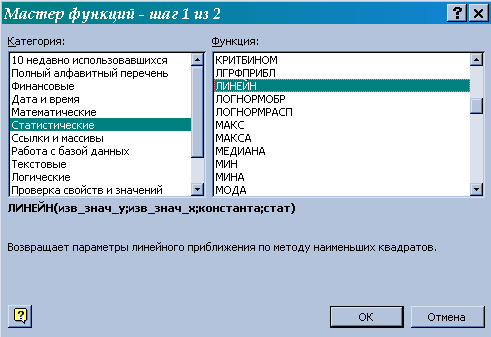 Мастер функций - шаг 1 из 2
Категория:
Функция:
10 недавно использовавшихся
Полный алфавитный перечень
Финансовые
Дата и время
Математические
Статистические
Ссылки и массивы
Работа с базой данных
Текстовые
Логические
Проверка свойств и значений
КРИТБИНОМ
ЛГРФПРИБЛ
ЛИНЕЙН
ЛОГНОРМОБР
ЛОГНОРМРАСП
МАКС
МАКСА
МЕДИАНА
МИН
МИНА
МОДА
ЛИНЕЙН(изв_знач_y;изв_знач_x;константа;стат)
Возвращает параметры линейного приближения по методу наименьших квадратов.
ОК
Отмена